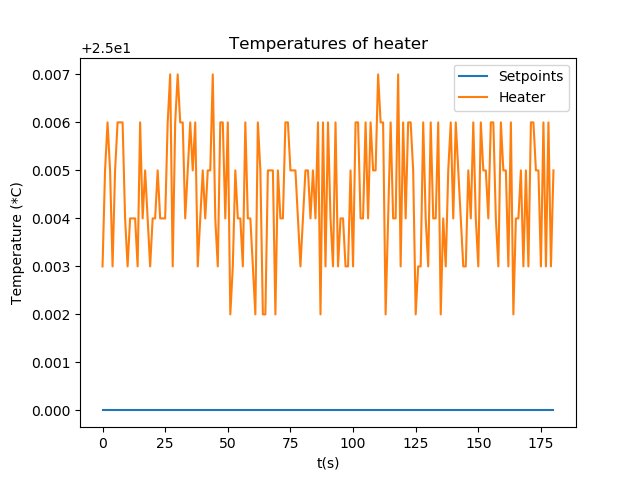 Temperatures of heater
+2.5e1
0.007
0.006
0.005
0.004
0.003
0.002
0.001
0.000
Temperature (*C)
Setpoints
Heater
0 25 50 75 100 125 150 175
t(s)